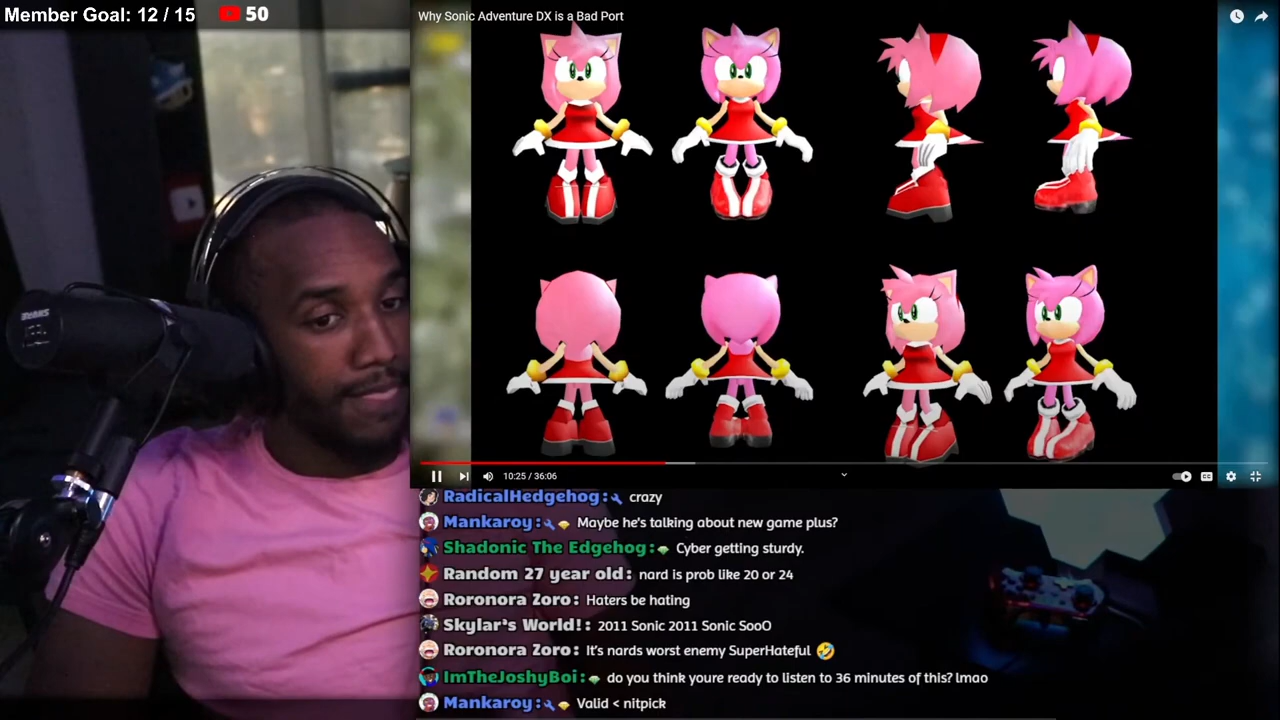 Member Goal: 12 / 15
50
Why Sonic Adventure DX is a Bad Port
10:25 / 36:06
CC
RadicalHedgehog: crazy
Mankaroy: Maybe he's talking about new game plus?
Shadonic The Edgehog: Cyber getting sturdy.
Random 27 year old: nard is prob like 20 or 24
Roronora Zoro: Haters be hating
Skylar's World!: 2011 Sonic 2011 Sonic SooO
Roronora Zoro: It's nards worst enemy SuperHateful 🤣
ImTheJoshyBoi: do you think youre ready to listen to 36 minutes of this? lmao
Mankaroy: Valid < nitpick